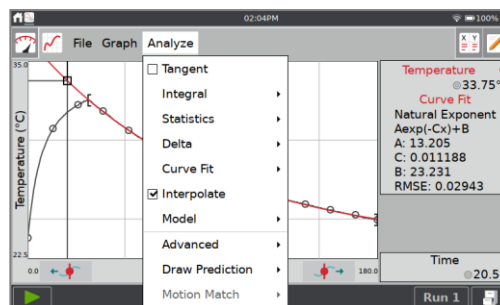 02:04PM
100%
File Graph Analyze
X Y
Tangent
Integral
Statistics
Delta
Curve Fit
Interpolate
Model
Advanced
Draw Prediction
Motion Match
35.0
Temperature (°C)
22.5
0.0
180.0
Temperature
33.75°
Curve Fit
Natural Exponent
Aexp(-Cx)+B
A: 13.205
C: 0.011188
B: 23.231
RMSE: 0.02943
Time
20.5
Run 1